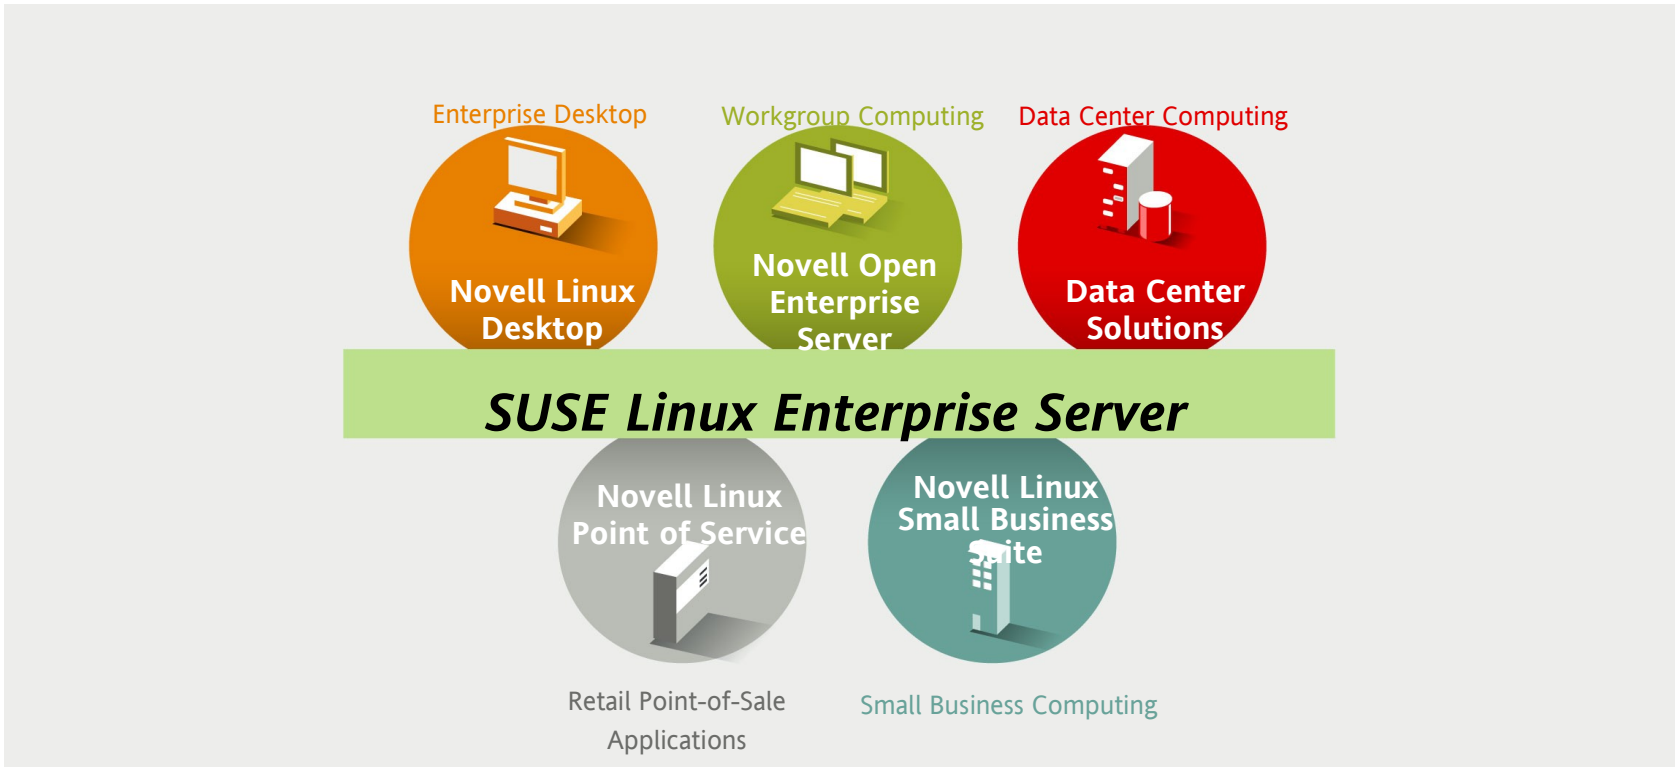 Enterprise Desktop
Workgroup Computing
Data Center Computing
Novell Linux
Desktop
Novell Open
Enterprise
Server
Data Center
Solutions
SUSE Linux Enterprise Server
Novell Linux
Point of Service
Novell Linux
Small Business
Suite
Retail Point-of-Sale
Applications
Small Business Computing